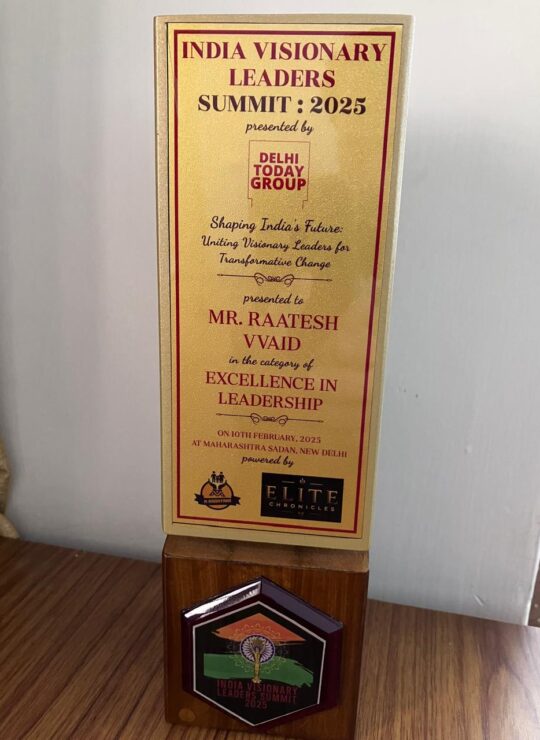 INDIA VISIONARY
LEADERS
SUMMIT : 2025
presented by
DELHI
TODAY
GROUP
Shaping India's Future:
Uniting Visionary Leaders for
Transformative Change
presented to
MR. RAATESH
VVAID
in the category of
EXCELLENCE IN
LEADERSHIP
ON 10TH FEBRUARY, 2025
AT MAHARASHTRA SADAN, NEW DELHI
powered by
ELITE
CHRONICLES
INDIA VISIONARY
LEADERS SUMMIT
2025